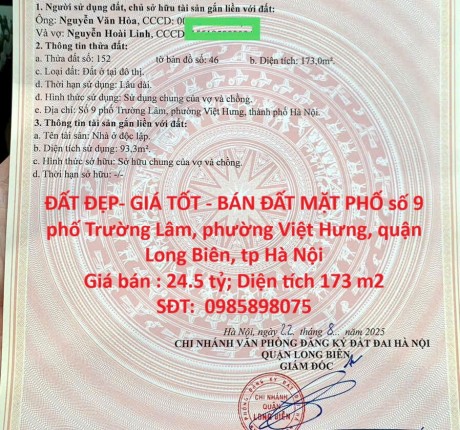 1. Người sử dụng đất, chủ sở hữu tài sản gắn liền với đất:
Ông: Nguyễn Văn Hòa, CCCD: 00
Và vợ: Nguyễn Hoài Linh, CCCD
2. Thông tin thửa đất:
a. Thửa đất số: 152 tờ bản đồ số: 46 b. Diện tích: 173,0m².
c. Loại đất: Đất ở tại đô thị.
d. Thời hạn sử dụng: Lâu dài.
đ. Hình thức sử dụng: Sử dụng chung của vợ và chồng.
e. Địa chỉ: Số 9 phố Trường Lâm, phường Việt Hưng, thành phố Hà Nội.
3. Thông tin tài sản gắn liền với đất:
a. Tên tài sản: Nhà ở độc lập.
b. Diện tích sử dụng: 93,3m².
c. Hình thức sở hữu: Sở hữu chung của vợ và chồng.
d. Thời hạn sở hữu: -/-
ĐẤT ĐẸP- GIÁ TỐT - BÁN ĐẤT MẶT PHỐ số 9
phố Trường Lâm, phường Việt Hưng, quận
Long Biên, tp Hà Nội
Giá bán : 24.5 tỷ; Diện tích 173 m2
SĐT: 0985898075
Hà Nội, ngày 22 tháng 8 năm 2025
CHI NHÁNH VĂN PHÒNG ĐĂNG KÝ ĐẤT ĐAI HÀ NỘI
QUẬN LONG BIÊN
GIÁM ĐỐC
CHI NHÁNH
QUẬN
LONG BIÊN